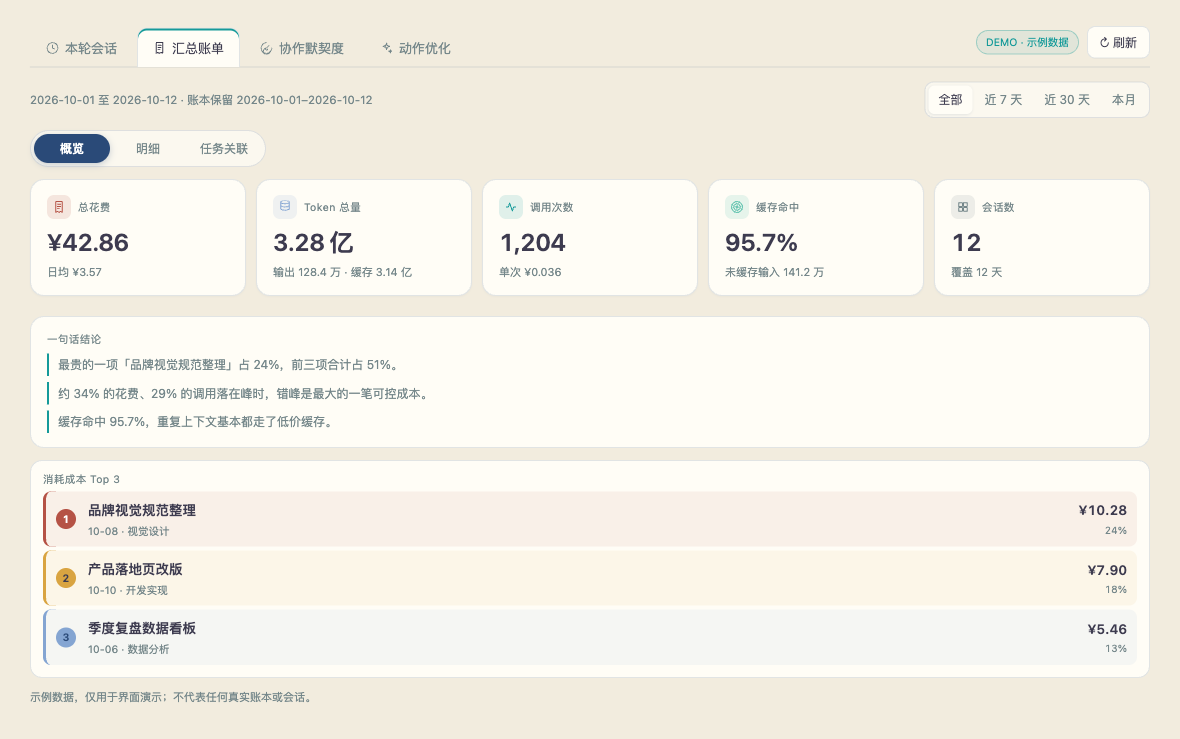 本轮会话 汇总账单 协作默契度 动作优化 DEMO · 示例数据 刷新
2026-10-01 至 2026-10-12 · 账本保留 2026-10-01–2026-10-12 全部 近 7 天 近 30 天 本月
概览 明细 任务关联
总花费
¥42.86
日均 ¥3.57
Token 总量
3.28 亿
输出 128.4 万 · 缓存 3.14 亿
调用次数
1,204
单次 ¥0.036
缓存命中
95.7%
未缓存输入 141.2 万
会话数
12
覆盖 12 天
一句话结论
最贵的一项「品牌视觉规范整理」占 24%，前三项合计占 51%。
约 34% 的花费、29% 的调用落在峰时，错峰是最大的一笔可控成本。
缓存命中 95.7%，重复上下文基本都走了低价缓存。
消耗成本 Top 3
1 品牌视觉规范整理 ¥10.28
10-08 · 视觉设计 24%
2 产品落地页改版 ¥7.90
10-10 · 开发实现 18%
3 季度复盘数据看板 ¥5.46
10-06 · 数据分析 13%
示例数据，仅用于界面演示；不代表任何真实账本或会话。